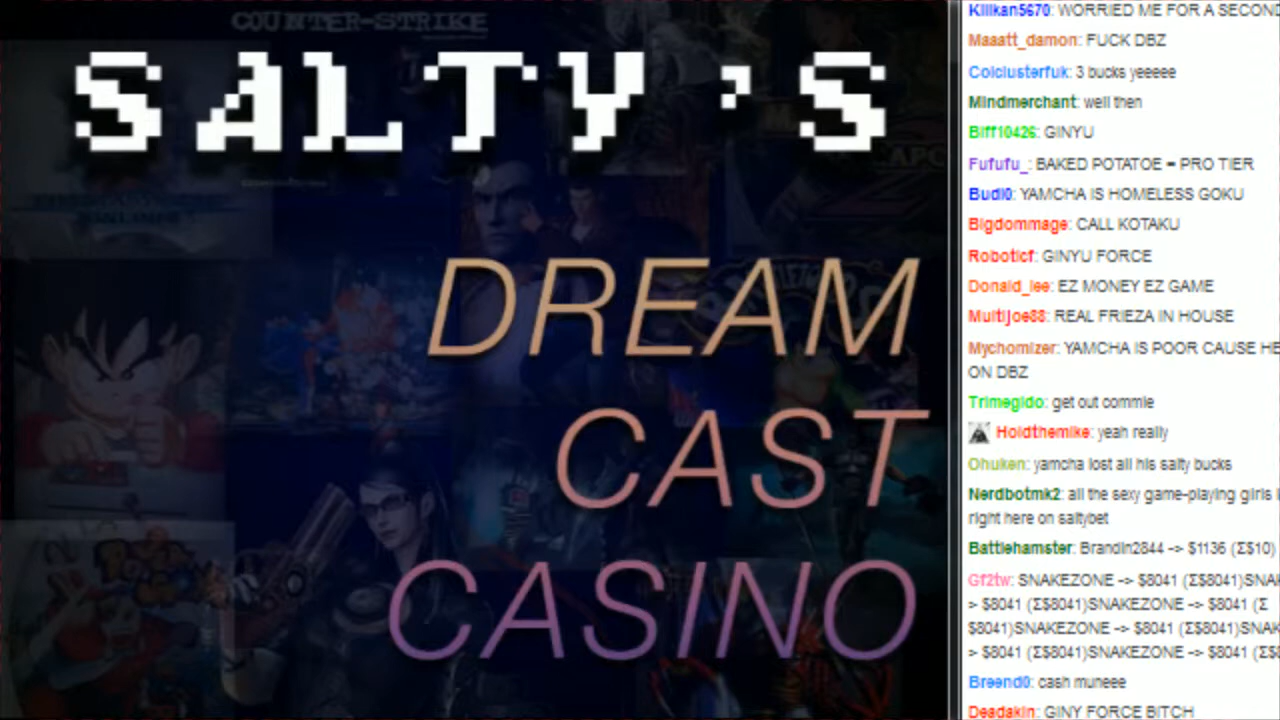 COUNTER-STRIKE
SALTY'S
DREAM
CAST
CASINO
Killkan5670: WORRIED ME FOR A SECOND
Maaatt_damon: FUCK DBZ
Colclusterfuk: 3 bucks yeeeee
Mindmerchant: well then
Biff10426: GINYU
Fufufu_: BAKED POTATOE = PRO TIER
Budl0: YAMCHA IS HOMELESS GOKU
Bigdommage: CALL KOTAKU
Roboticf: GINYU FORCE
Donald_lee: EZ MONEY EZ GAME
Multijoe88: REAL FRIEZA IN HOUSE
Mychomizer: YAMCHA IS POOR CAUSE HE
ON DBZ
Trimegido: get out commie
Holdthemike: yeah really
Ohuken: yamcha lost all his salty bucks
Nerdbotmk2: all the sexy game-playing girls
right here on saltybet
Battlehamster: Brandin2844 -> $1136 (Σ$10)
Gf2tw: SNAKEZONE -> $8041 (Σ$8041)SNA
> $8041 (Σ$8041)SNAKEZONE -> $8041 (Σ
$8041)SNAKEZONE -> $8041 (Σ$8041)SNAK
> $8041 (Σ$8041)SNAKEZONE -> $8041 (Σ$
Breend0: cash muneee
Deadakin: GINY FORCE BITCH